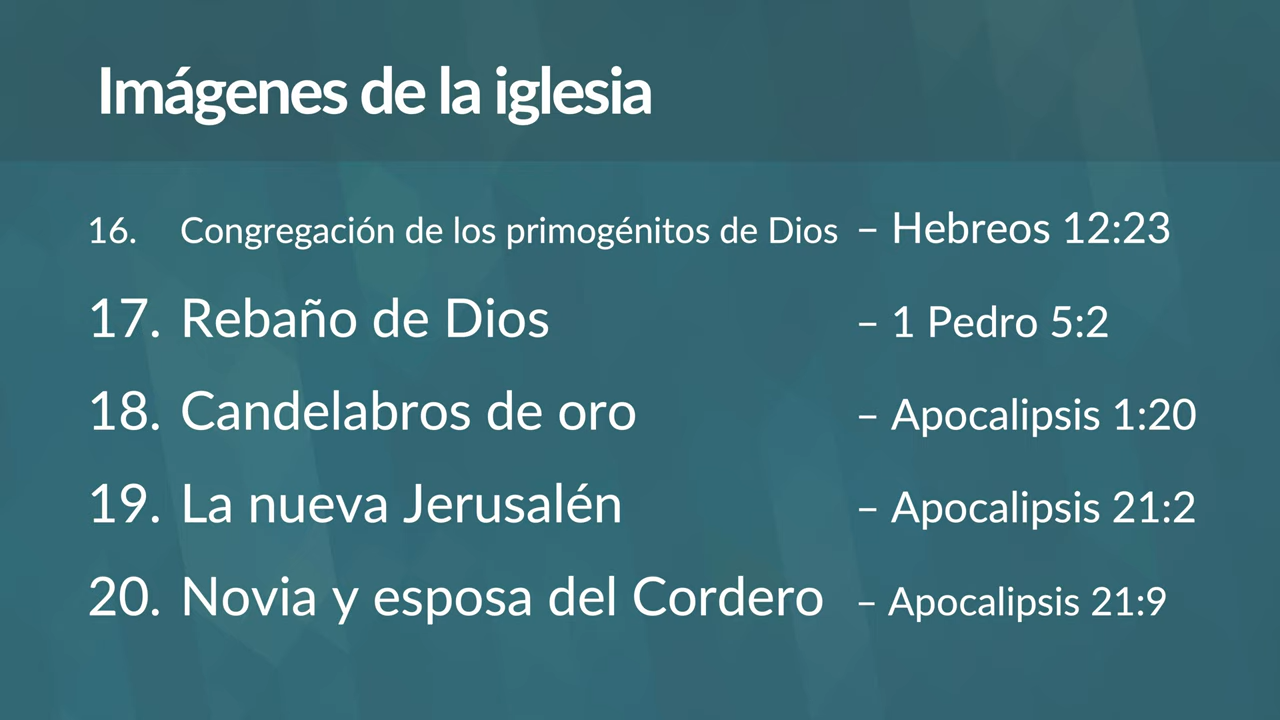 Imágenes de la iglesia
16. Congregación de los primogénitos de Dios – Hebreos 12:23
17. Rebaño de Dios – 1 Pedro 5:2
18. Candelabros de oro – Apocalipsis 1:20
19. La nueva Jerusalén – Apocalipsis 21:2
20. Novia y esposa del Cordero – Apocalipsis 21:9